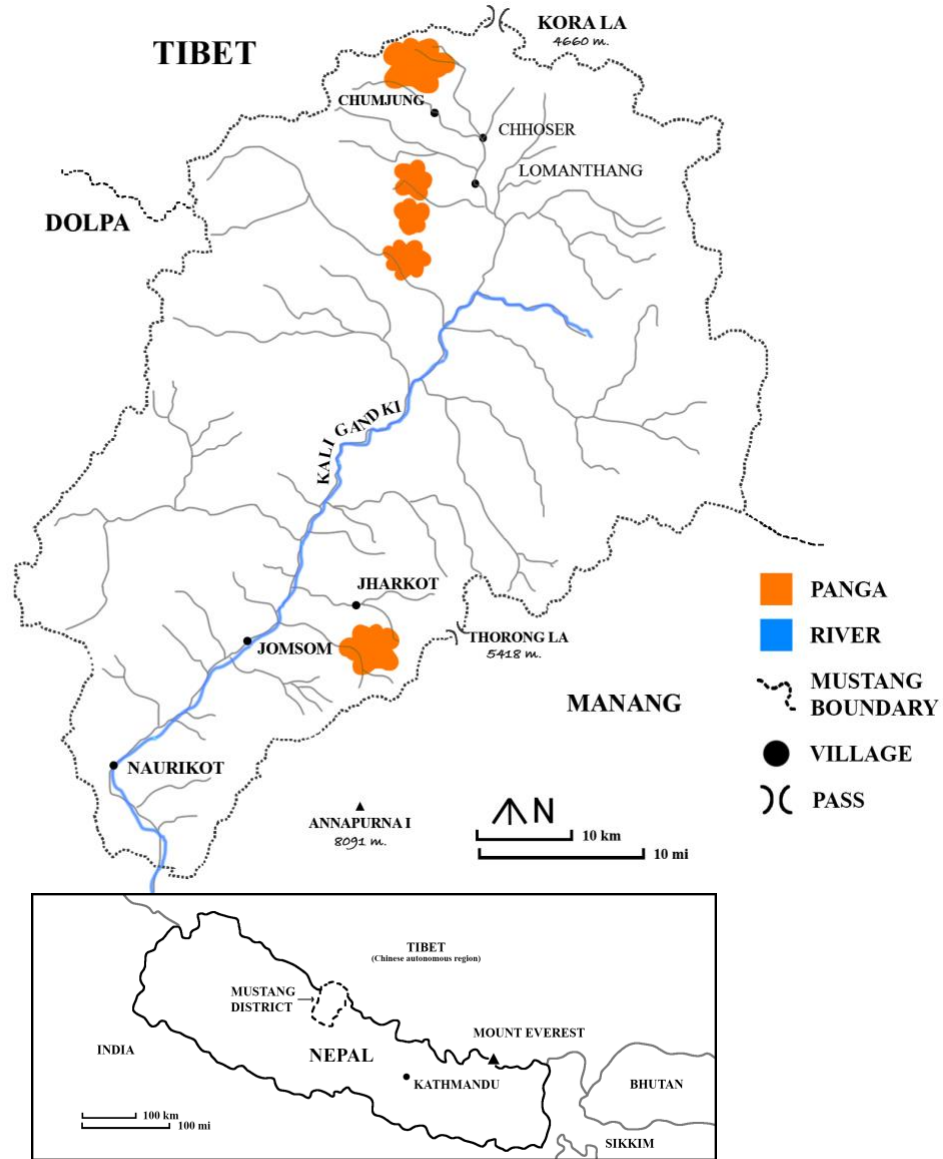 KORA LA
4660 m.
TIBET
CHUMJUNG
CHHOSER
LOMANTHANG
DOLPA
KALI GANDKI
JHARKOT
JOMSOM
THORONG LA
5418 m.
MANANG
NAURIKOT
ANNAPURNA I
8091 m.
N
10 km
10 mi
PANGA
RIVER
MUSTANG
BOUNDARY
VILLAGE
PASS
TIBET
(Chinese autonomous region)
MUSTANG
DISTRICT
MOUNT EVEREST
INDIA
NEPAL
KATHMANDU
BHUTAN
100 km
100 mi
SIKKIM